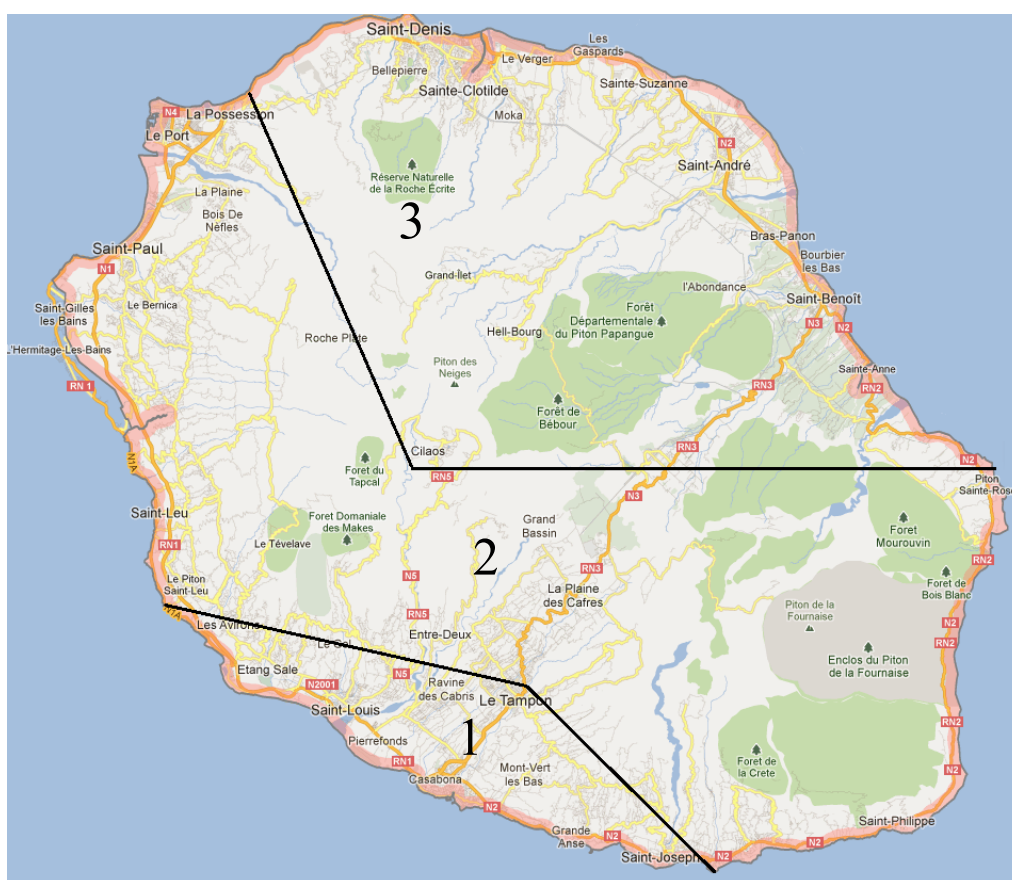 Saint-Denis
Les
Gaspards
Le Verger
Bellepierre
Sainte-Suzanne
Sainte-Clotilde
N4
La Possession
Moka
Le Port
N2
Saint-André
Réserve Naturelle
de la Roche Écrite
La Plaine
Bois De
Nèfles
3
Bras-Panon
Saint-Paul
Bourbier
les Bas
N1
Grand-Îlet
l'Abondance
Saint-Benoît
Le Bernica
Saint-Gilles
les Bains
Forêt
Départementale
du Piton Papangue
N3
N2
Hell-Bourg
Roche Plate
L'Hermitage-Les-Bains
Piton des
Neiges
Sainte-Anne
RN 1
RN3
RN2
Forêt de
Bébour
RN3
Cilaos
N1A
Forêt du
Tapcal
RN5
N2
Piton
Sainte-Rose
N3
Saint-Leu
Foret Domaniale
des Makes
Grand
Bassin
Foret
Mourouvin
RN1
Le Tévelave
2
RN2
RN3
N5
Le Piton
Saint-Leu
La Plaine
des Cafres
Foret de
Bois Blanc
N1A
RN5
Piton de la
Fournaise
N2
Les Avirons
Entre-Deux
RN2
Le Gol
Enclos du Piton
de la Fournaise
Etang Sale
N5
N2001
Ravine
des Cabris
Le Tampon
Saint-Louis
RN2
1
Pierrefonds
Foret de
la Crete
RN1
Casabona
Mont-Vert
les Bas
N2
N2
Saint-Philippe
Grande
Anse
N2
N2
Saint-Joseph
N2